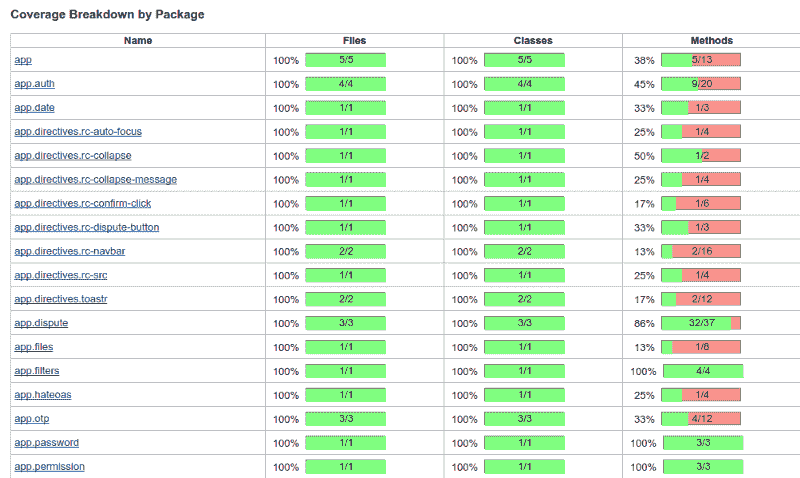 Coverage Breakdown by Package
Name Files Classes Methods
app 100% 5/5 100% 5/5 38% 5/13
app.auth 100% 4/4 100% 4/4 45% 9/20
app.date 100% 1/1 100% 1/1 33% 1/3
app.directives.rc-auto-focus 100% 1/1 100% 1/1 25% 1/4
app.directives.rc-collapse 100% 1/1 100% 1/1 50% 1/2
app.directives.rc-collapse-message 100% 1/1 100% 1/1 25% 1/4
app.directives.rc-confirm-click 100% 1/1 100% 1/1 17% 1/6
app.directives.rc-dispute-button 100% 1/1 100% 1/1 33% 1/3
app.directives.rc-navbar 100% 2/2 100% 2/2 13% 2/16
app.directives.rc-src 100% 1/1 100% 1/1 25% 1/4
app.directives.toastr 100% 2/2 100% 2/2 17% 2/12
app.dispute 100% 3/3 100% 3/3 86% 32/37
app.files 100% 1/1 100% 1/1 13% 1/8
app.filters 100% 1/1 100% 1/1 100% 4/4
app.hateoas 100% 1/1 100% 1/1 25% 1/4
app.otp 100% 3/3 100% 3/3 33% 4/12
app.password 100% 1/1 100% 1/1 100% 3/3
app.permission 100% 1/1 100% 1/1 100% 3/3